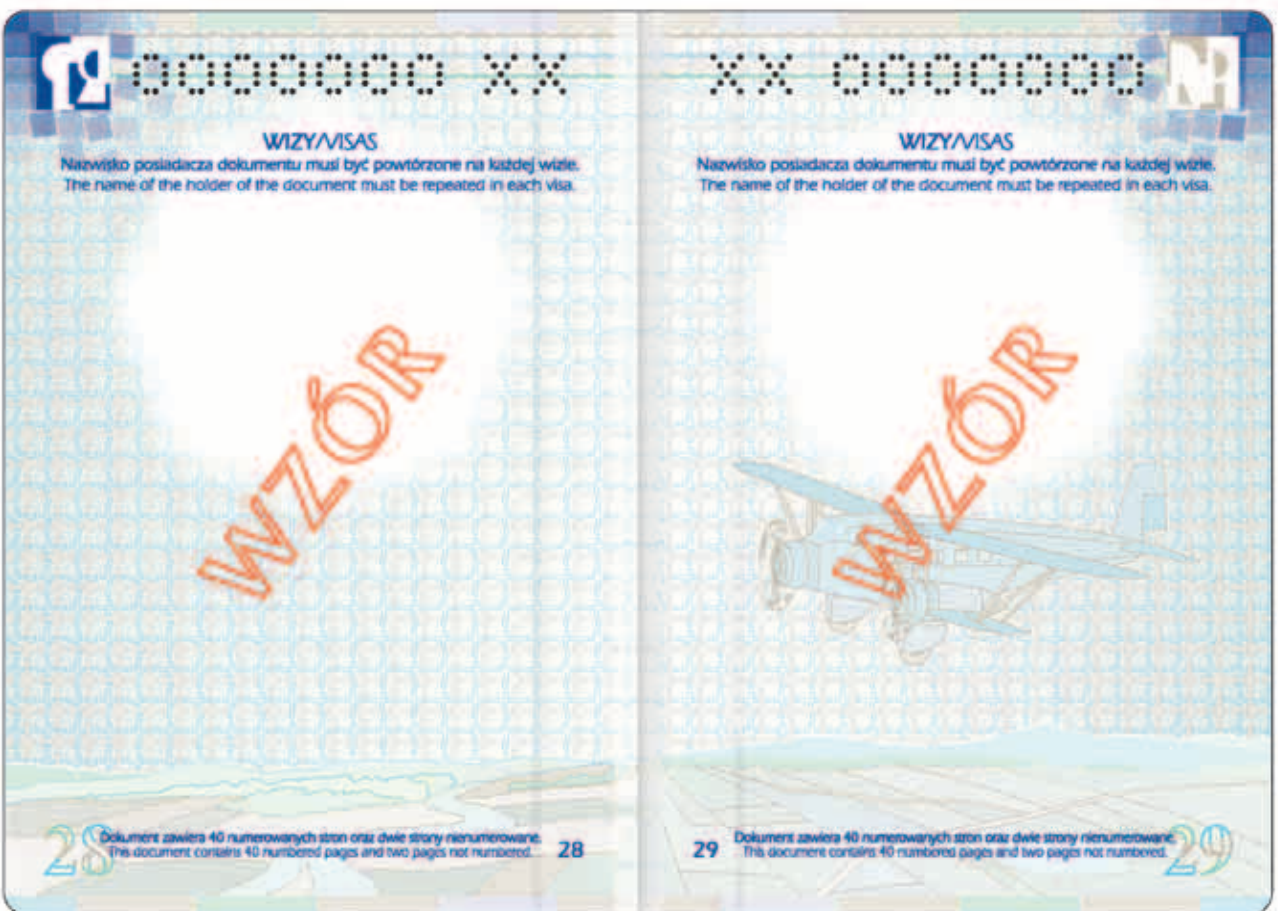 0000000 XX
WIZY/VISAS
Nazwisko posiadacza dokumentu musi być powtórzone na każdej wizie.
The name of the holder of the document must be repeated in each visa.
WZÓR
28
Dokument zawiera 40 numerowanych stron oraz dwie strony nienumerowane.
This document contains 40 numbered pages and two pages not numbered.
28
XX 0000000
WIZY/VISAS
Nazwisko posiadacza dokumentu musi być powtórzone na każdej wizie.
The name of the holder of the document must be repeated in each visa.
WZÓR
29
Dokument zawiera 40 numerowanych stron oraz dwie strony nienumerowane.
This document contains 40 numbered pages and two pages not numbered.
29